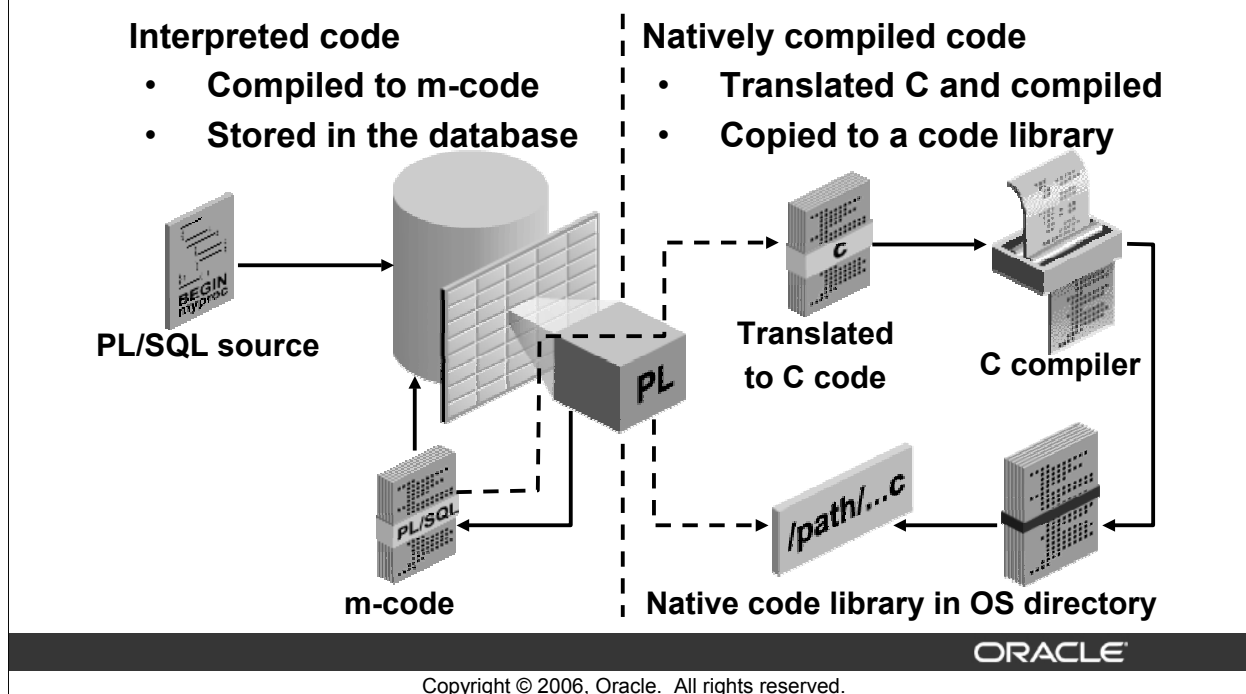 Interpreted code
• Compiled to m-code
• Stored in the database
Natively compiled code
• Translated C and compiled
• Copied to a code library
BEGIN
myproc
PL/SQL source
PL
C
Translated
to C code
C compiler
PL/SQL
m-code
/path/...c
Native code library in OS directory
ORACLE
Copyright © 2006, Oracle. All rights reserved.